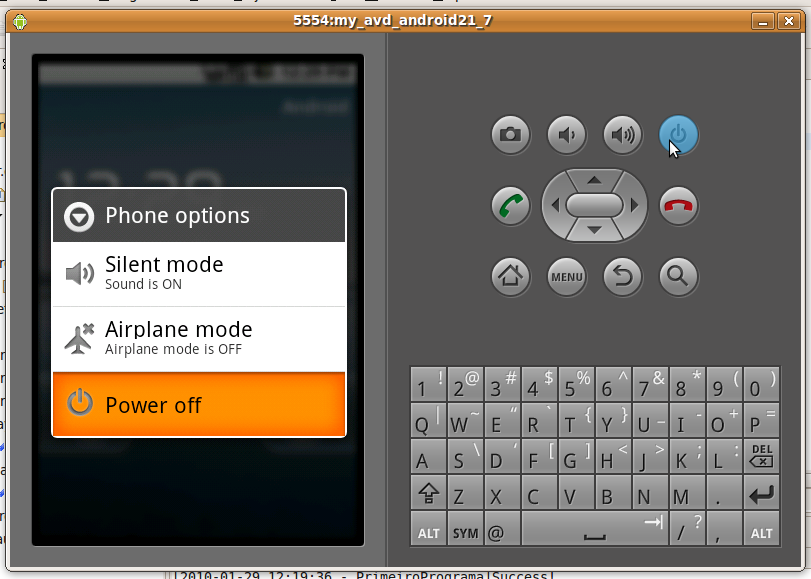 5554:my_avd_android21_7
Phone options
Silent mode
Sound is ON
Airplane mode
Airplane mode is OFF
Power off
MENU
1 ! 2 @ 3 # 4 $ 5 % 6 ^ 7 & 8 * 9 ( 0 )
Q | W ~ E “ R ` T { Y } U _ I - O + P =
A S \ D ‘ F [ G ] H < J > K ; L : DEL
Z X C V B N M .
ALT SYM @ / ? , ALT
[2010-01-29 12:19:36 - PrimeiroPrograma]Success!